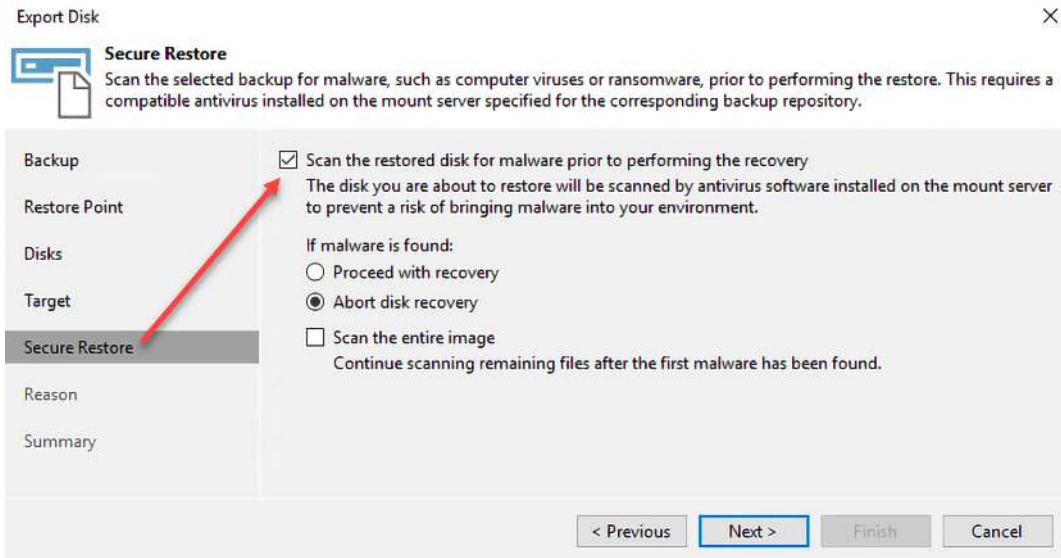 Export Disk
Secure Restore
Scan the selected backup for malware, such as computer viruses or ransomware, prior to performing the restore. This requires a
compatible antivirus installed on the mount server specified for the corresponding backup repository.
Backup
Restore Point
Disks
Target
Secure Restore
Reason
Summary
Scan the restored disk for malware prior to performing the recovery
The disk you are about to restore will be scanned by antivirus software installed on the mount server
to prevent a risk of bringing malware into your environment.
If malware is found:
Proceed with recovery
Abort disk recovery
Scan the entire image
Continue scanning remaining files after the first malware has been found.
< Previous
Next >
Finish
Cancel